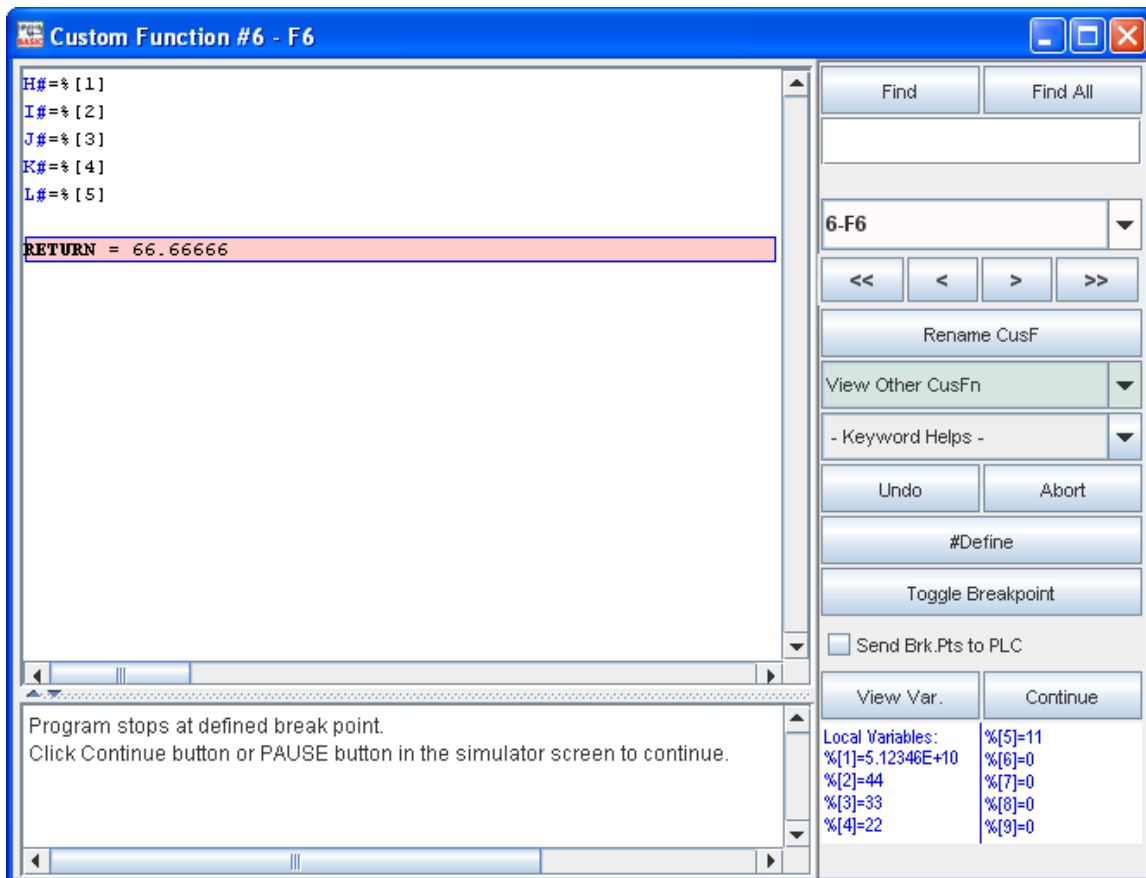 Custom Function #6 - F6
H#=%[1]
I#=%[2]
J#=%[3]
K#=%[4]
L#=%[5]
RETURN = 66.66666
Program stops at defined break point.
Click Continue button or PAUSE button in the simulator screen to continue.
Find Find All
6-F6
<< < > >>
Rename CusF
View Other CusFn
- Keyword Helps -
Undo Abort
#Define
Toggle Breakpoint
Send Brk.Pts to PLC
View Var. Continue
Local Variables:
%[1]=5.12346E+10
%[2]=44
%[3]=33
%[4]=22
%[5]=11
%[6]=0
%[7]=0
%[8]=0
%[9]=0